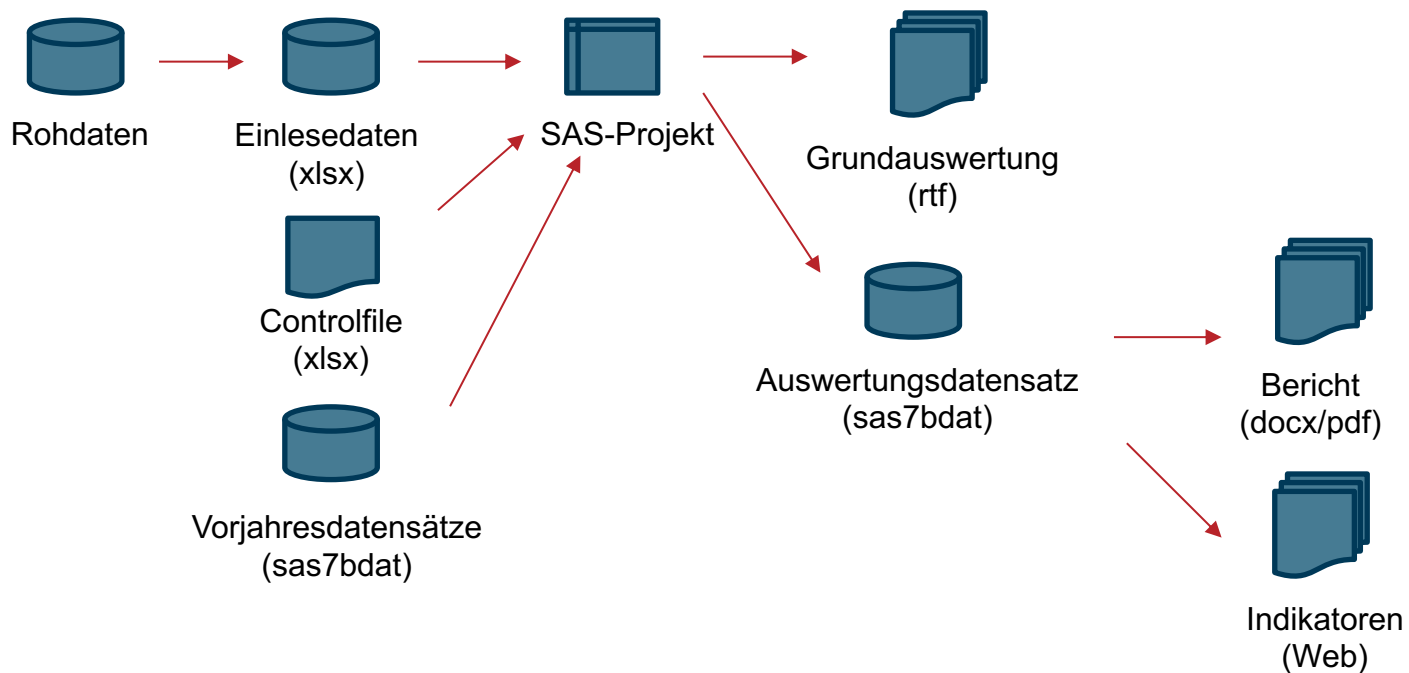 Rohdaten
Einlesedaten
(xlsx)
SAS-Projekt
Grundauswertung
(rtf)
Controlfile
(xlsx)
Auswertungsdatensatz
(sas7bdat)
Bericht
(docx/pdf)
Vorjahresdatensätze
(sas7bdat)
Indikatoren
(Web)